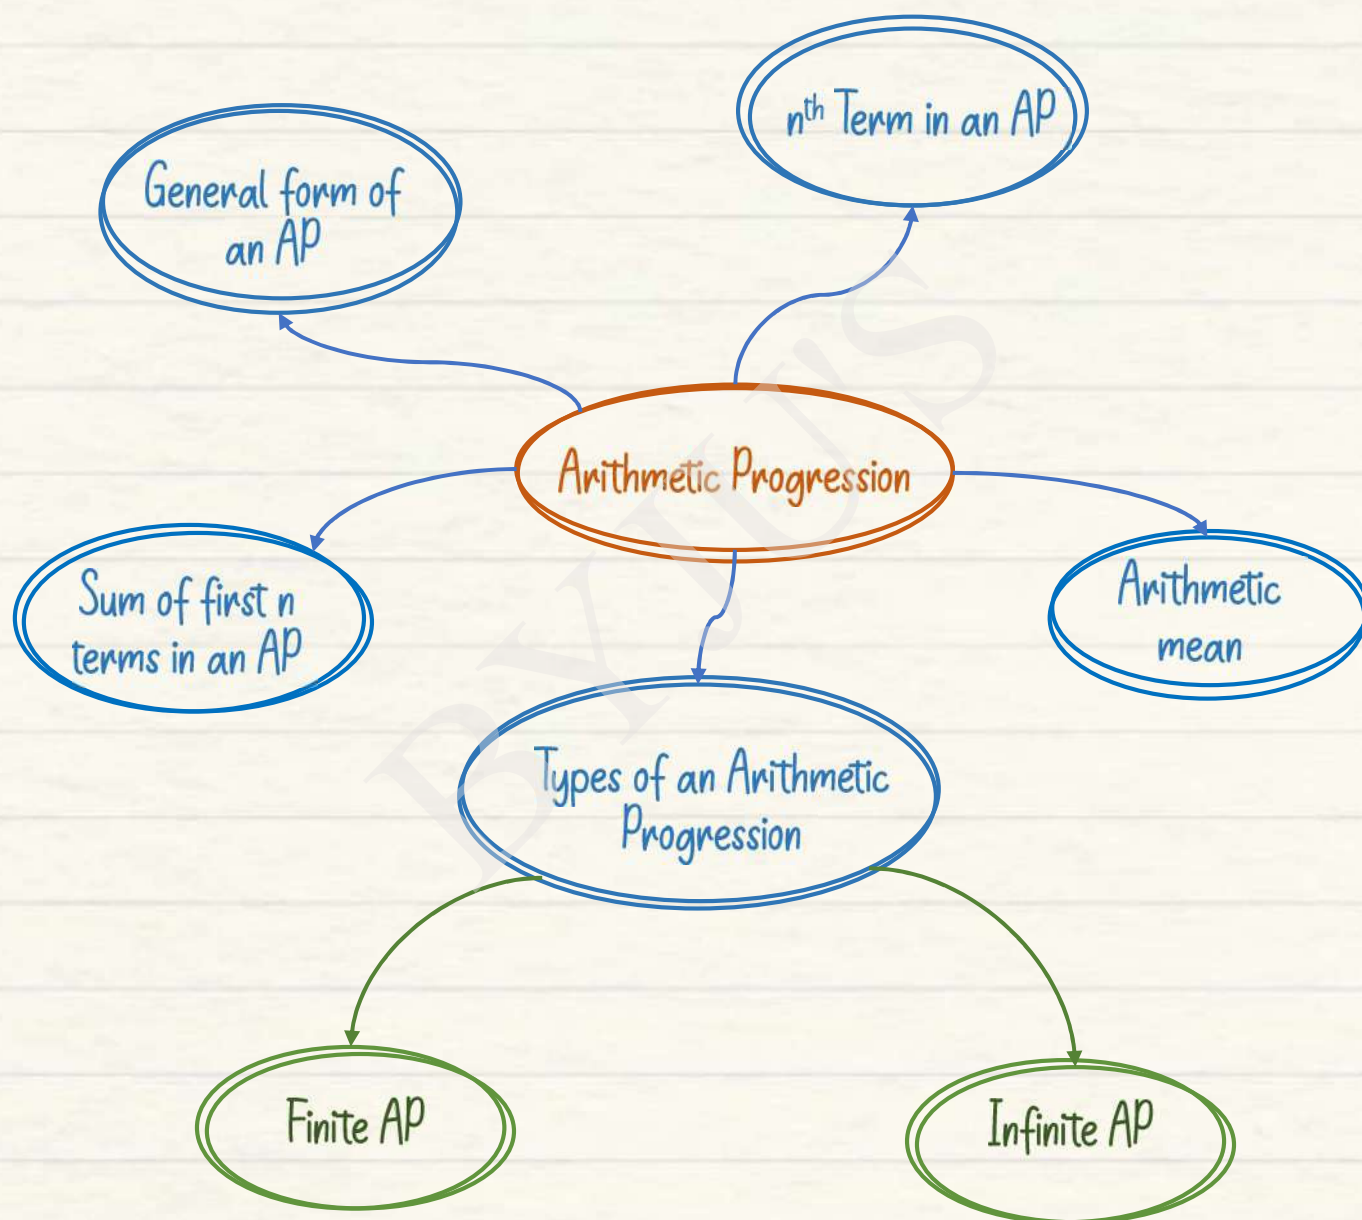 nth Term in an AP
General form of
an AP
Arithmetic Progression
Sum of first n
terms in an AP
Arithmetic
mean
Types of an Arithmetic
Progression
Finite AP
Infinite AP
BYJU'S